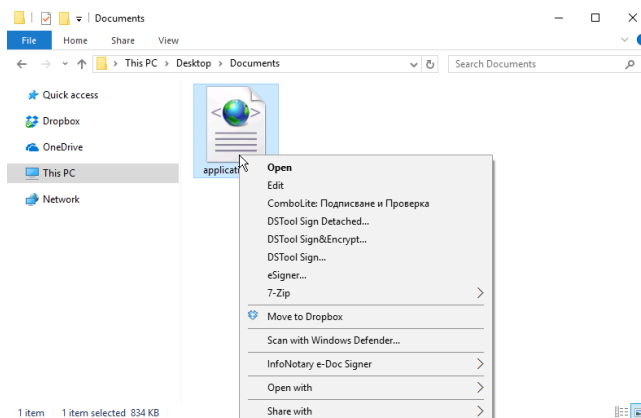 Documents
File Home Share View
This PC Desktop Documents
Search Documents
Quick access
Dropbox
OneDrive
This PC
Network
Open
Edit
ComboLite: Подписване и Проверка
DSTool Sign Detached...
DSTool Sign&Encrypt...
DSTool Sign...
eSigner...
7-Zip
Move to Dropbox
Scan with Windows Defender...
InfoNotary e-Doc Signer
Open with
Share with
1 item 1 item selected 834 KB